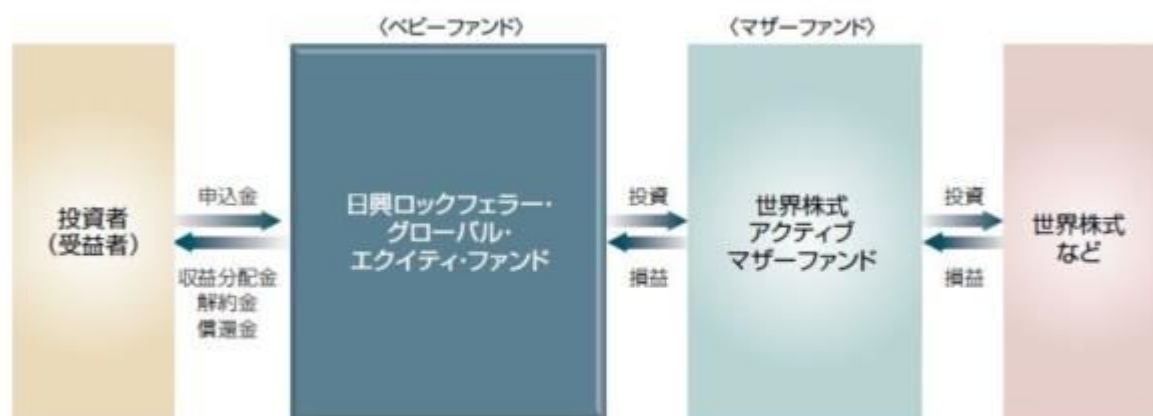 〈ベビーファンド〉
〈マザーファンド〉
投資者
(受益者)
申込金
収益分配金
解約金
償還金
日興ロックフェラー・
グローバル・
エクイティ・ファンド
投資
損益
世界株式
アクティブ
マザーファンド
投資
損益
世界株式
など